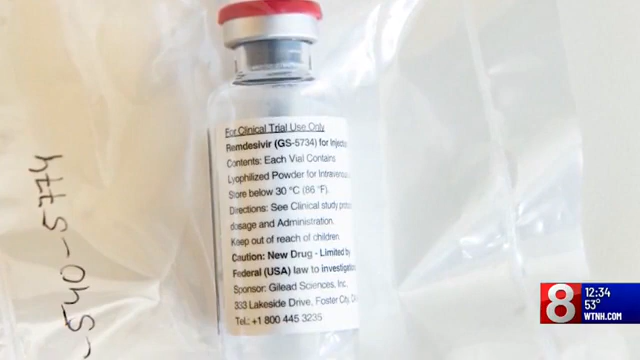 For Clinical Trial Use Only
Remdesivir (GS-5734) for Injec
Contents: Each Vial Contains
Lyophilized Powder for Intraven
Store below 30 °C (86 °F).
Directions: See Clinical study proto
dosage and Administration.
Keep out of reach of children.
Caution: New Drug - Limited by
Federal (USA) law to investigation
Sponsor: Gilead Sciences, Inc.
333 Lakeside Drive, Foster City, C
Tel.: +1 800 445 3235
-540-5774
8
12:34
53°
WTNH.COM